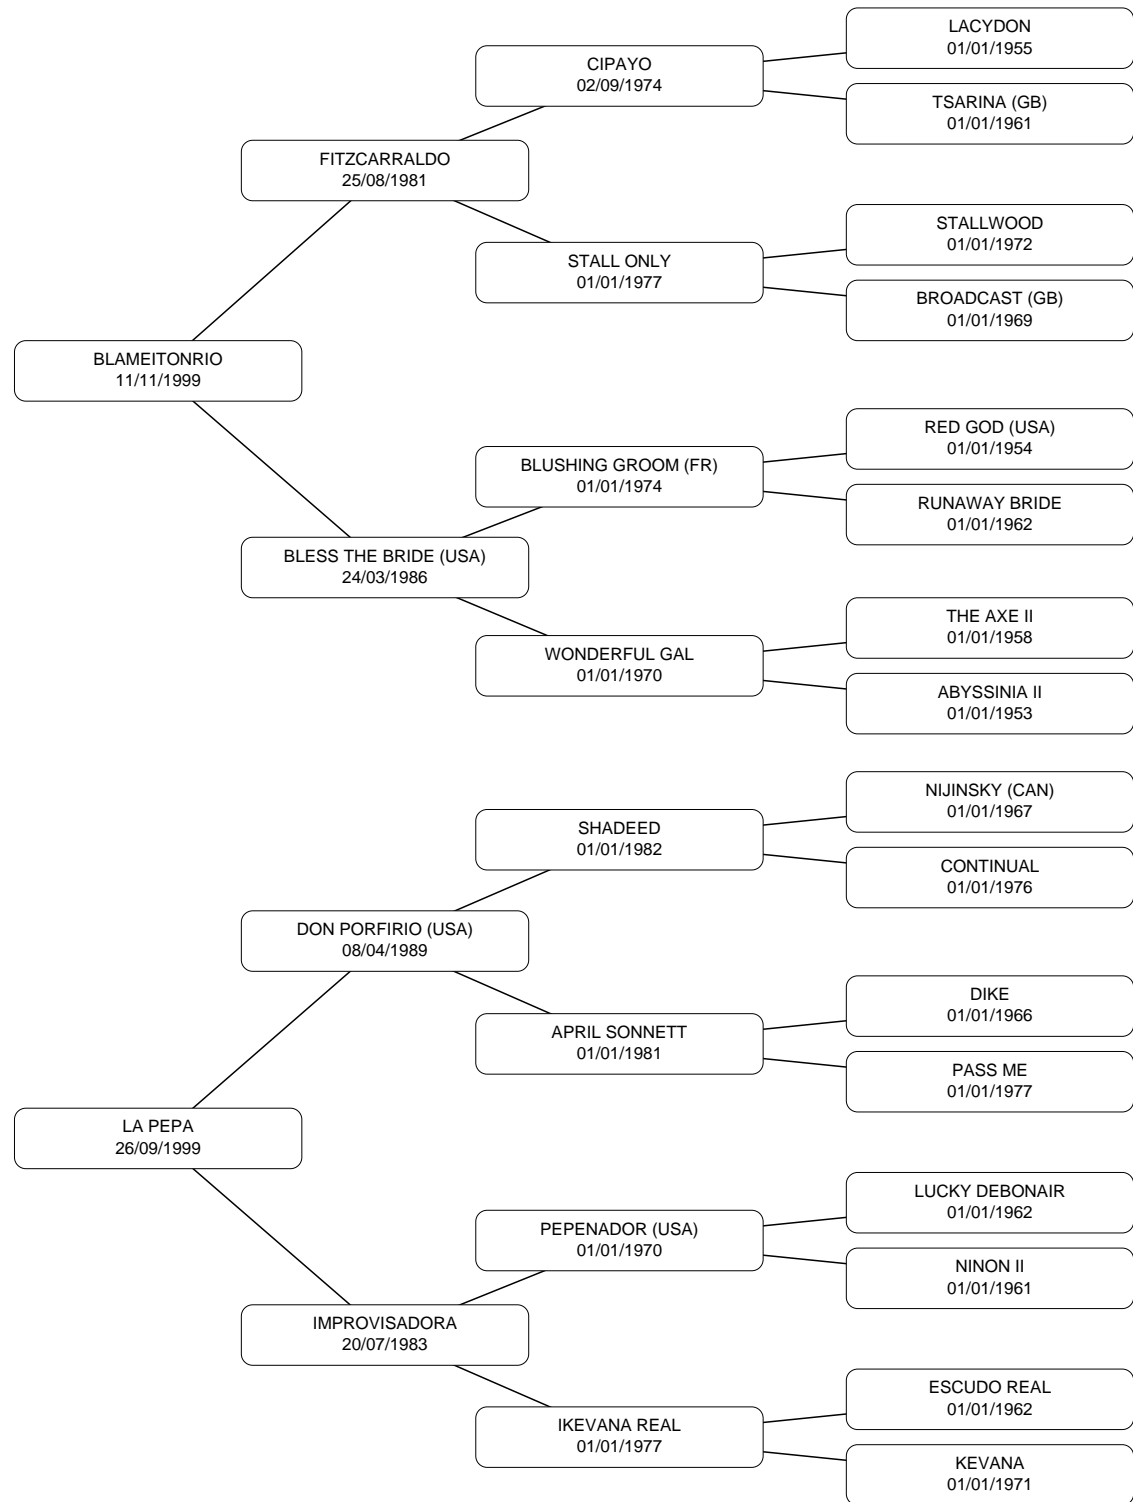 LACYDON
01/01/1955
CIPAYO
02/09/1974
TSARINA (GB)
01/01/1961
FITZCARRALDO
25/08/1981
STALLWOOD
01/01/1972
STALL ONLY
01/01/1977
BROADCAST (GB)
01/01/1969
BLAMEITONRIO
11/11/1999
RED GOD (USA)
01/01/1954
BLUSHING GROOM (FR)
01/01/1974
RUNAWAY BRIDE
01/01/1962
BLESS THE BRIDE (USA)
24/03/1986
THE AXE II
01/01/1958
WONDERFUL GAL
01/01/1970
ABYSSINIA II
01/01/1953
NIJINSKY (CAN)
01/01/1967
SHADEED
01/01/1982
CONTINUAL
01/01/1976
DON PORFIRIO (USA)
08/04/1989
DIKE
01/01/1966
APRIL SONNETT
01/01/1981
PASS ME
01/01/1977
LA PEPA
26/09/1999
LUCKY DEBONAIR
01/01/1962
PEPENADOR (USA)
01/01/1970
NINON II
01/01/1961
IMPROVISADORA
20/07/1983
ESCUDO REAL
01/01/1962
IKEVANA REAL
01/01/1977
KEVANA
01/01/1971